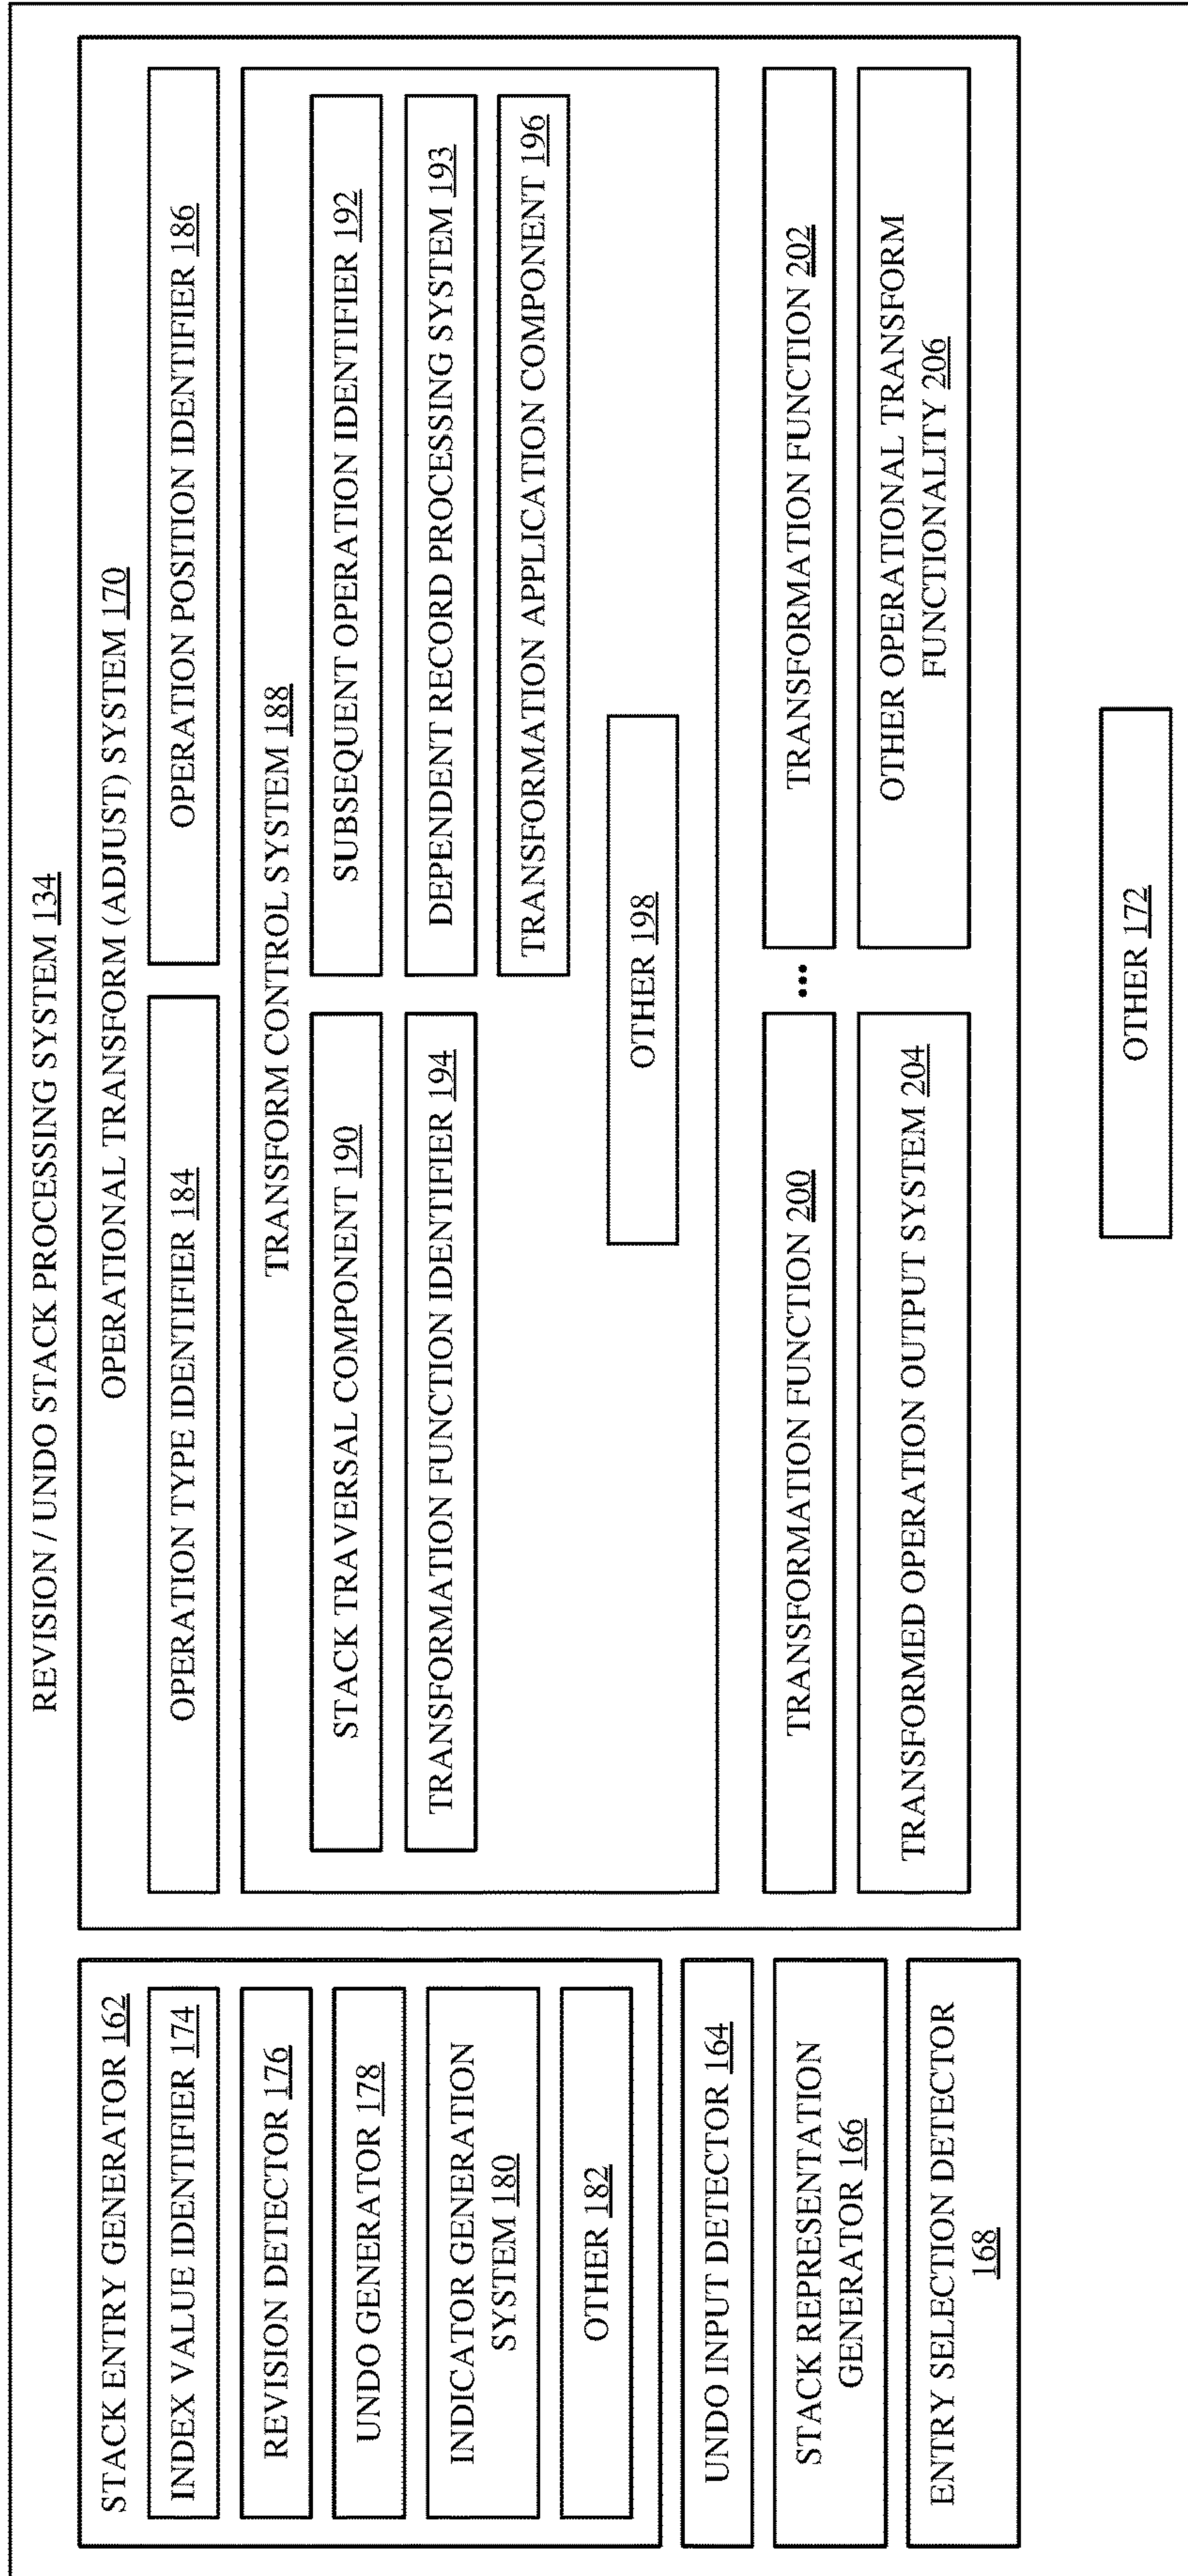 REVISION / UNDO STACK PROCESSING SYSTEM 134
STACK ENTRY GENERATOR 162
INDEX VALUE IDENTIFIER 174
REVISION DETECTOR 176
UNDO GENERATOR 178
INDICATOR GENERATION
SYSTEM 180
OTHER 182
UNDO INPUT DETECTOR 164
STACK REPRESENTATION
GENERATOR 166
ENTRY SELECTION DETECTOR
168
OPERATIONAL TRANSFORM (ADJUST) SYSTEM 170
OPERATION TYPE IDENTIFIER 184
OPERATION POSITION IDENTIFIER 186
TRANSFORM CONTROL SYSTEM 188
STACK TRAVERSAL COMPONENT 190
SUBSEQUENT OPERATION IDENTIFIER 192
TRANSFORMATION FUNCTION IDENTIFIER 194
DEPENDENT RECORD PROCESSING SYSTEM 193
TRANSFORMATION APPLICATION COMPONENT 196
OTHER 198
TRANSFORMATION FUNCTION 200
...
TRANSFORMATION FUNCTION 202
TRANSFORMED OPERATION OUTPUT SYSTEM 204
OTHER OPERATIONAL TRANSFORM
FUNCTIONALITY 206
OTHER 172